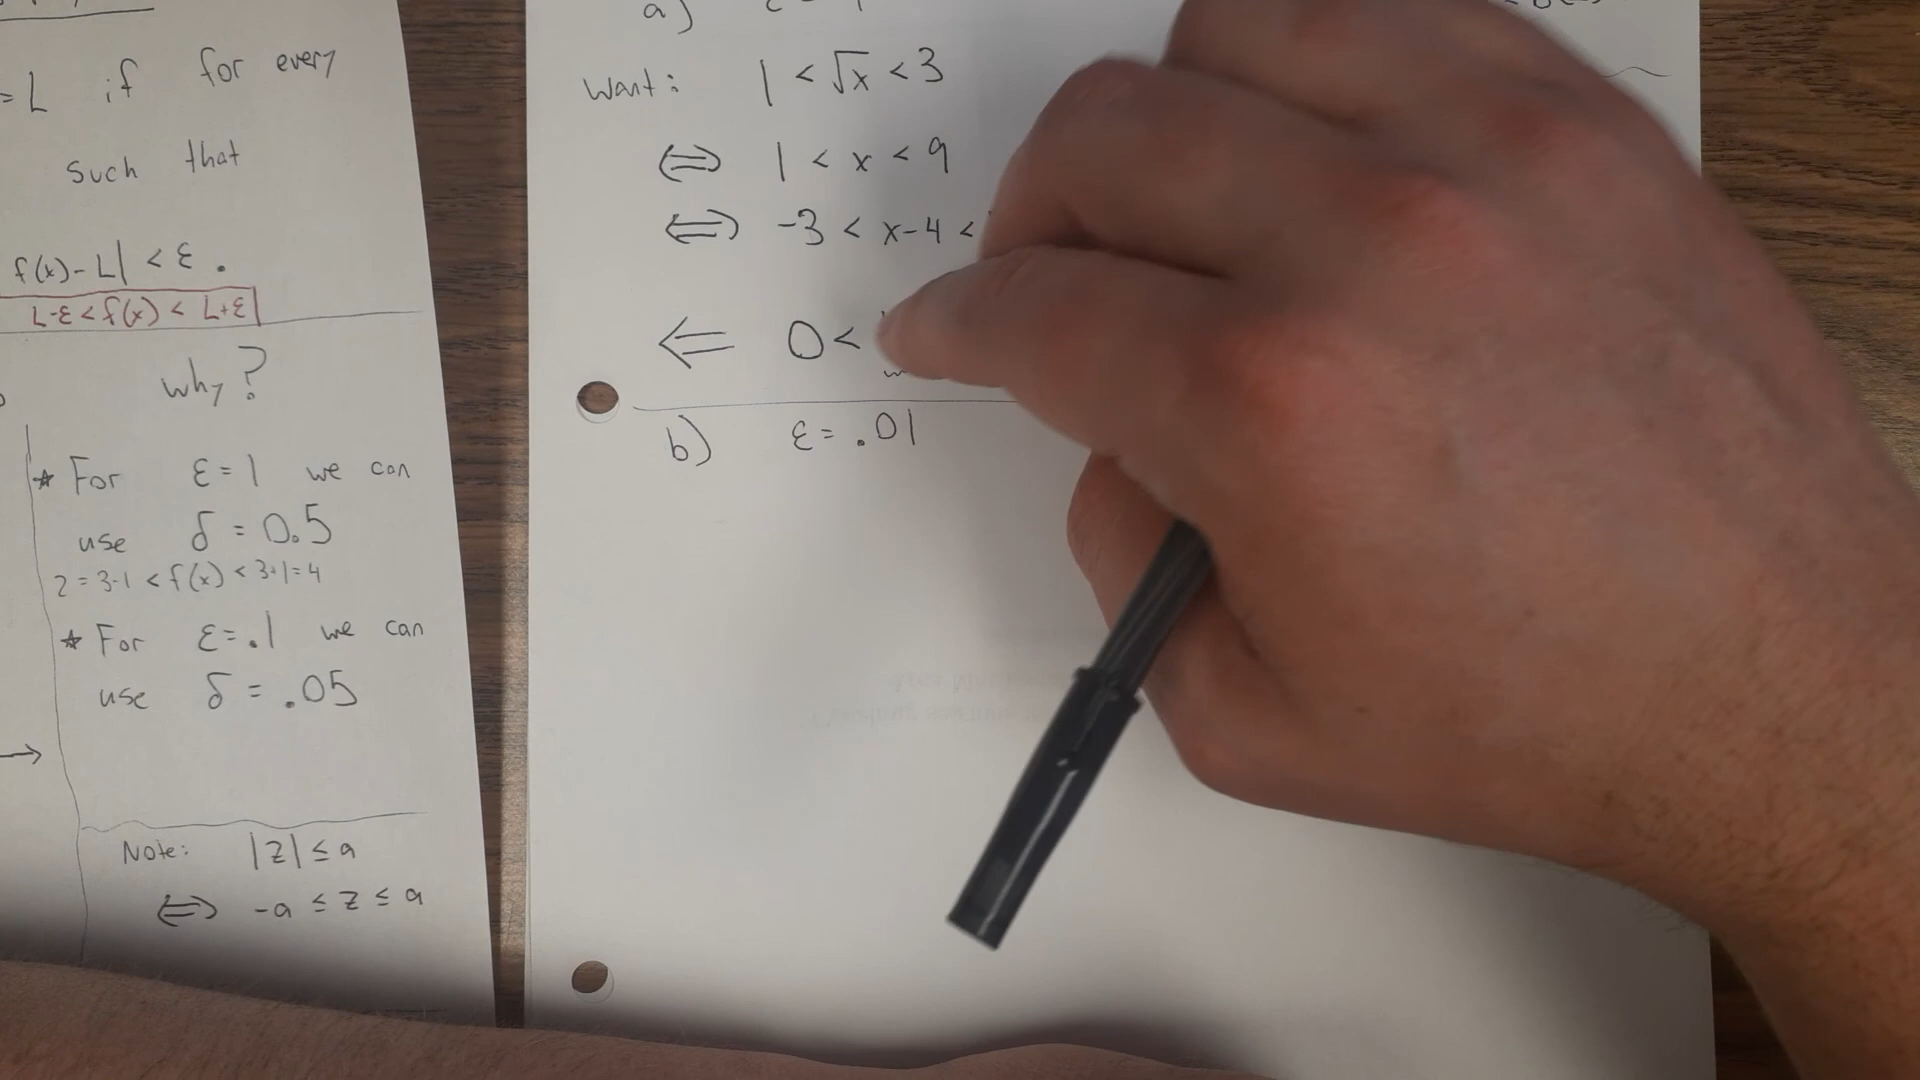 = L if for every
such that
f(x) - L| < ε .
L-ε < f(x) < L+ε
why?
* For ε = 1 we can
use δ = 0.5
2 = 3-1 < f(x) < 3+1 = 4
* For ε = .1 we can
use δ = .05
→
Note: |z| ≤ a
⇔ -a ≤ z ≤ a
a)
Want: 1 < √x < 3
⇔ 1 < x < 9
⇔ -3 < x-4 <
⇐ 0 <
b) ε = .01